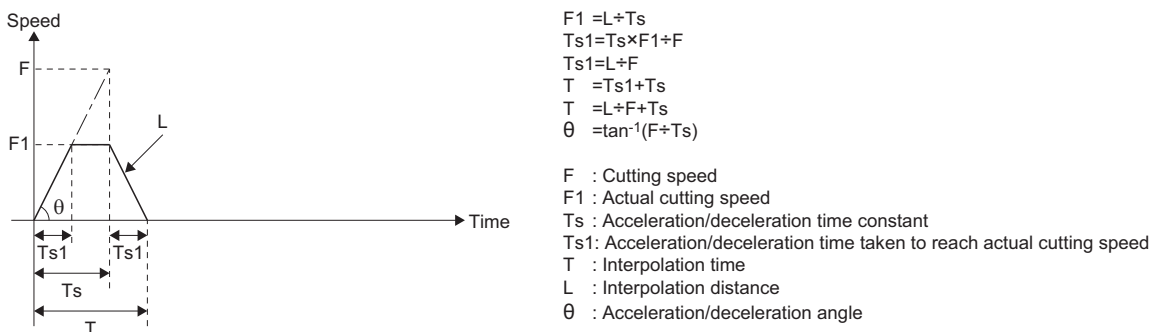 Speed
F
F1
θ
L
Time
Ts1
Ts1
Ts
T
F1 =L÷Ts
Ts1=Ts×F1÷F
Ts1=L÷F
T =Ts1+Ts
T =L÷F+Ts
θ =tan-1(F÷Ts)
F : Cutting speed
F1 : Actual cutting speed
Ts : Acceleration/deceleration time constant
Ts1: Acceleration/deceleration time taken to reach actual cutting speed
T : Interpolation time
L : Interpolation distance
θ : Acceleration/deceleration angle